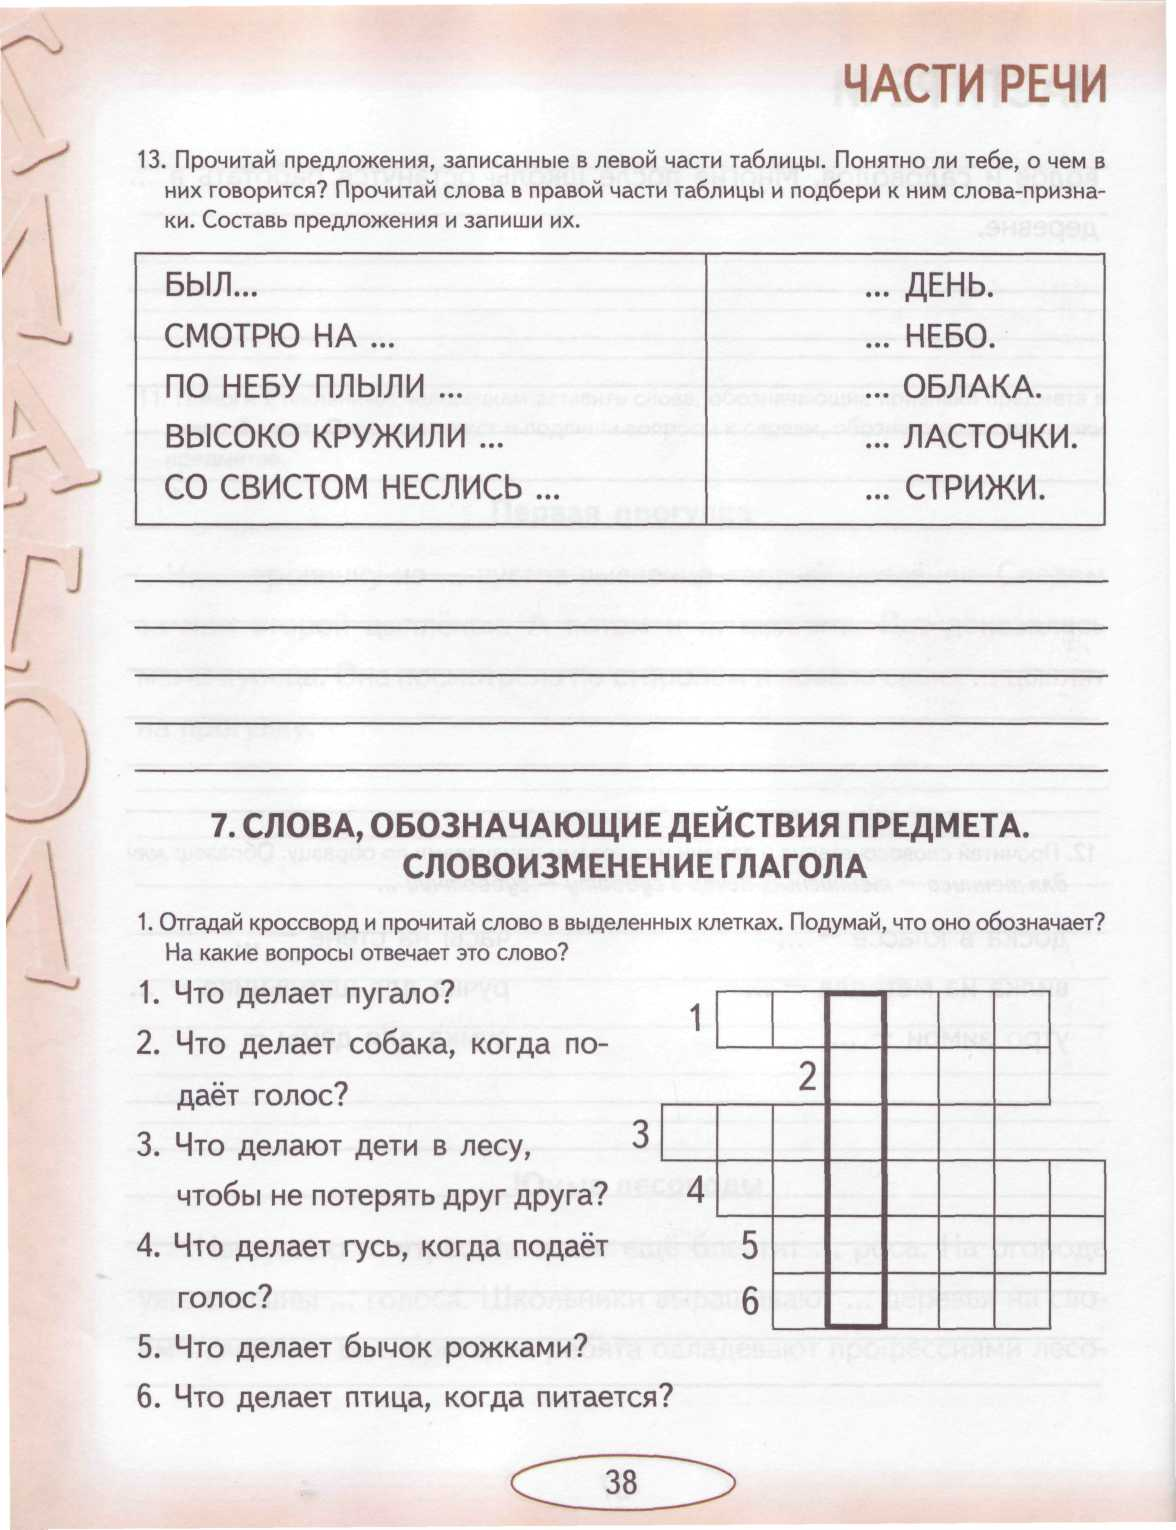 ГЛАГОЛ
ЧАСТИ РЕЧИ
13. Прочитай предложения, записанные в левой части таблицы. Понятно ли тебе, о чем в
них говорится? Прочитай слова в правой части таблицы и подбери к ним слова-призна-
ки. Составь предложения и запиши их.
БЫЛ... ... ДЕНЬ.
СМОТРЮ НА ... ... НЕБО.
ПО НЕБУ ПЛЫЛИ ... ... ОБЛАКА.
ВЫСОКО КРУЖИЛИ ... ... ЛАСТОЧКИ.
СО СВИСТОМ НЕСЛИСЬ ... ... СТРИЖИ.
7. СЛОВА, ОБОЗНАЧАЮЩИЕ ДЕЙСТВИЯ ПРЕДМЕТА.
СЛОВОИЗМЕНЕНИЕ ГЛАГОЛА
1. Отгадай кроссворд и прочитай слово в выделенных клетках. Подумай, что оно обозначает?
На какие вопросы отвечает это слово?
1. Что делает пугало?
2. Что делает собака, когда по-
даёт голос?
3. Что делают дети в лесу,
чтобы не потерять друг друга?
4. Что делает гусь, когда подаёт
голос?
5. Что делает бычок рожками?
6. Что делает птица, когда питается?
1
2
3
4
5
6
38